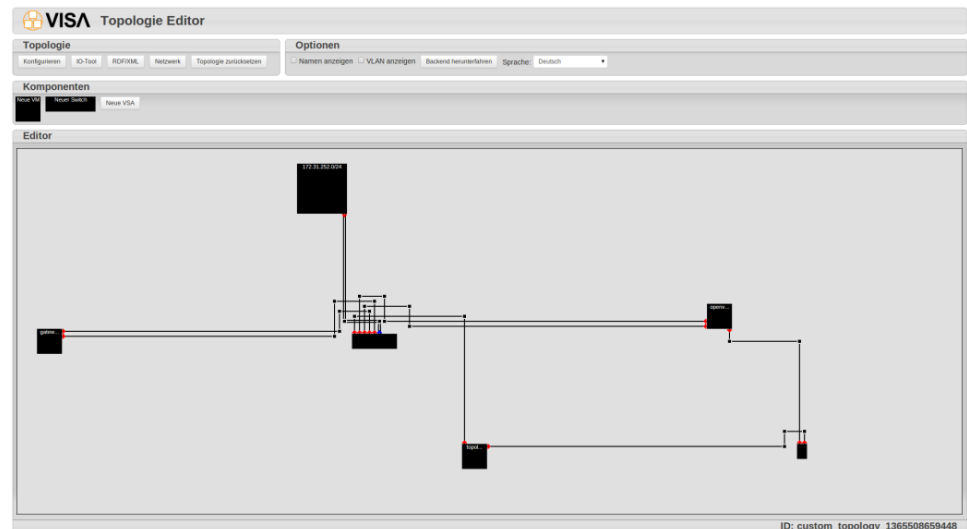 VISA Topologie Editor
Topologie
Konfigurieren IO-Tool RDF/XML Netzwerk Topologie zurücksetzen
Optionen
Namen anzeigen VLAN anzeigen Backend herunterfahren Sprache: Deutsch
Komponenten
Neue VM Neuer Switch Neue VSA
Editor
172.31.252.0/24
openv...
gatew...
topol...
ID: custom_topology_1365508659448